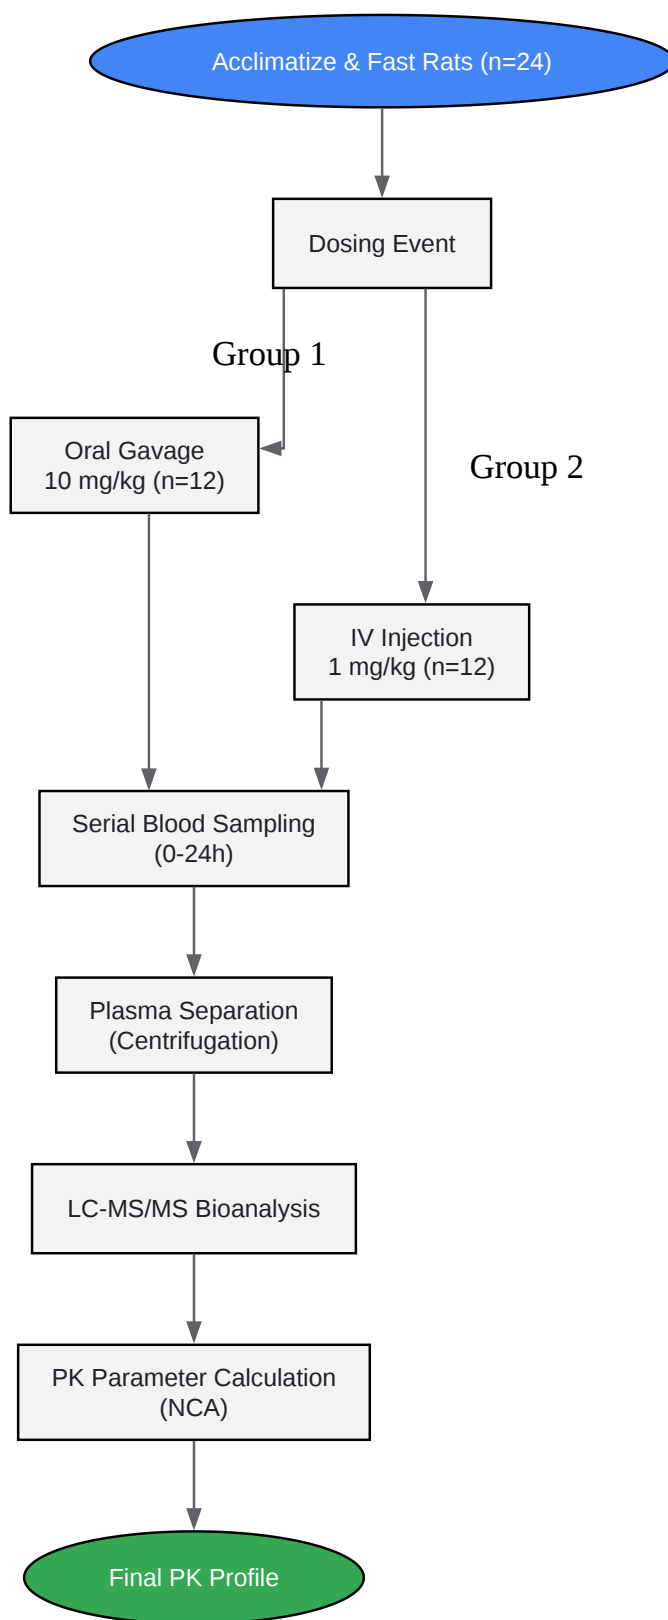 Acclimatize & Fast Rats (n=24)
Dosing Event
Group 1
Oral Gavage
10 mg/kg (n=12)
Group 2
IV Injection
1 mg/kg (n=12)
Serial Blood Sampling
(0-24h)
Plasma Separation
(Centrifugation)
LC-MS/MS Bioanalysis
PK Parameter Calculation
(NCA)
Final PK Profile